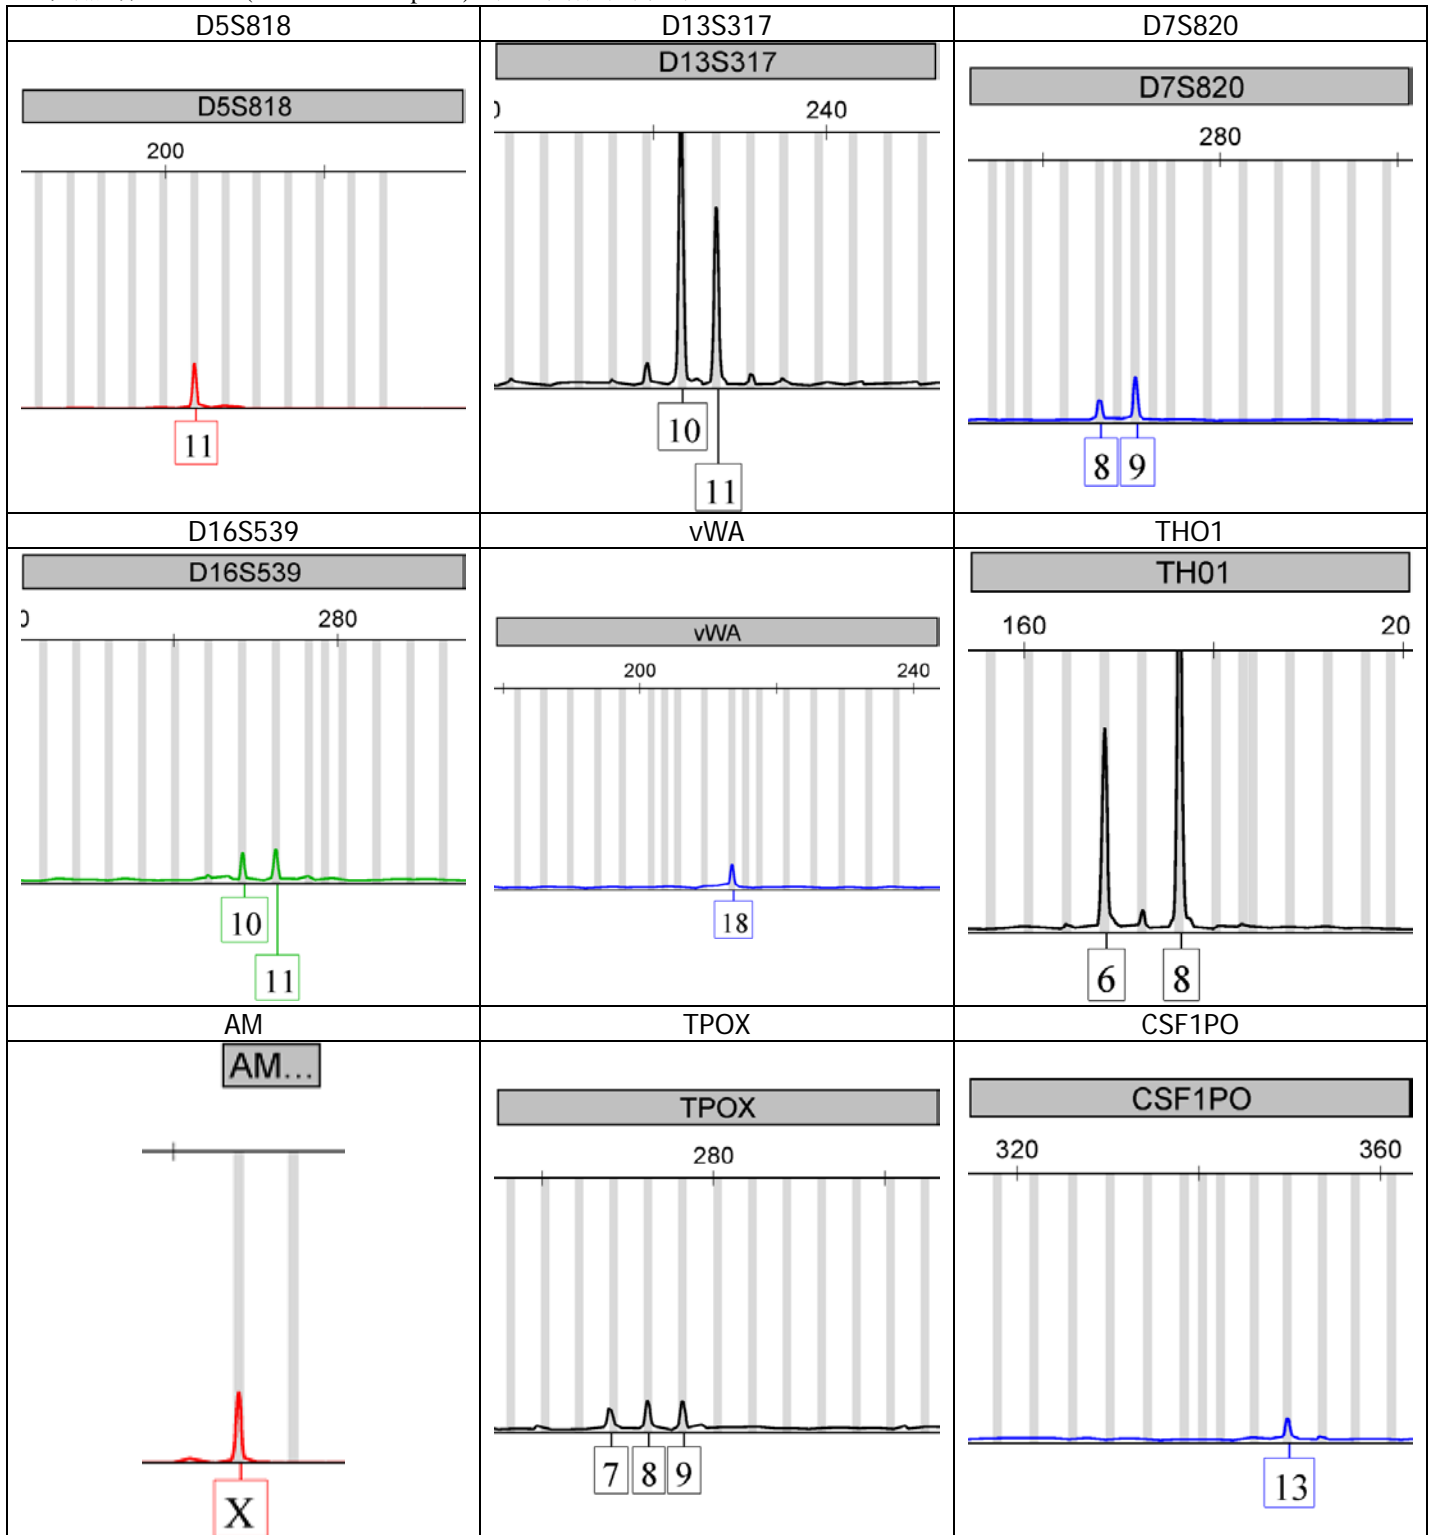 D5S818 D13S317 D7S820
D5S818 D13S317 D7S820
200 0 240 280
11 10 8 9
11
D16S539 vWA THO1
D16S539 vWA TH01
0 280 200 240 160 20
10 18 6 8
11
AM TPOX CSF1PO
AM... TPOX CSF1PO
280 320 360
X 7 8 9 13